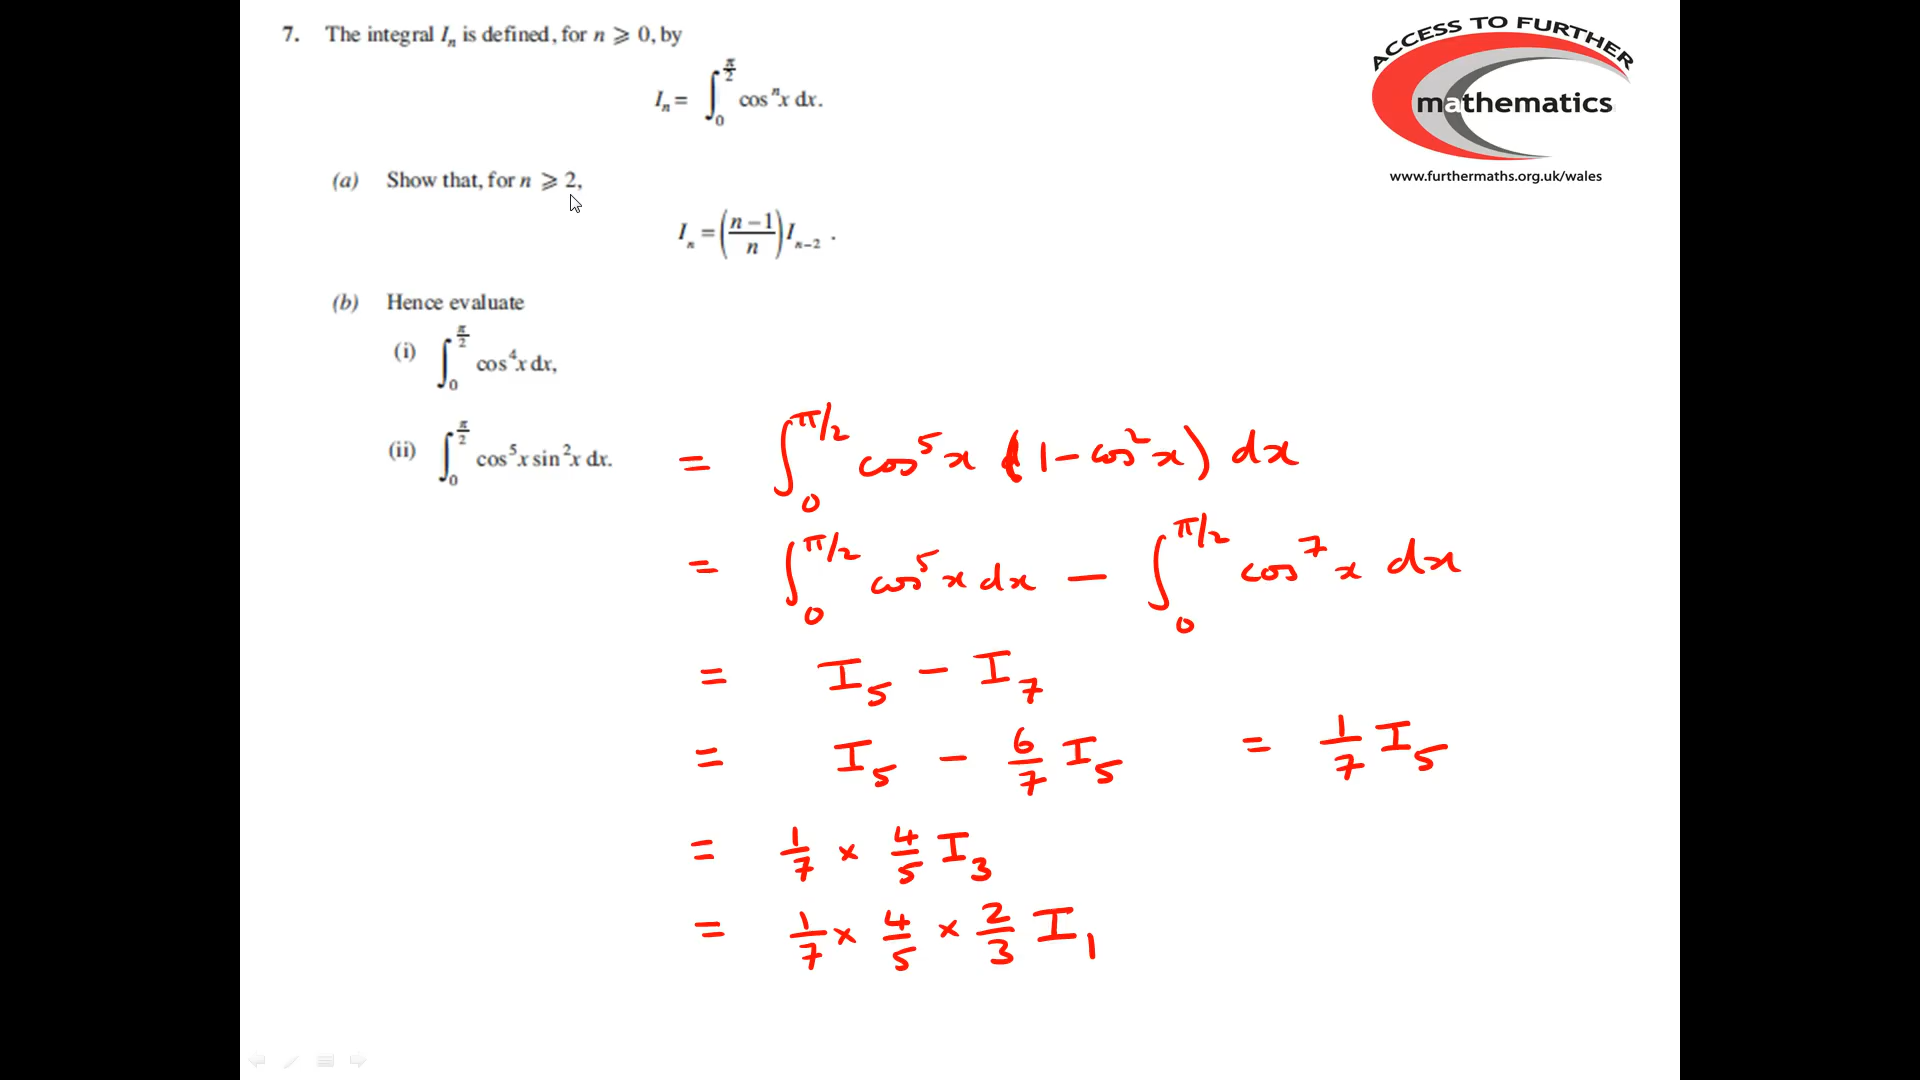 7. The integral Iₙ is defined, for n ⩾ 0, by
Iₙ = ∫₀^(π/2) cosⁿx dx.
ACCESS TO FURTHER
mathematics
www.furthermaths.org.uk/wales
(a) Show that, for n ⩾ 2,
Iₙ = ((n−1)/n) Iₙ₋₂ .
(b) Hence evaluate
(i) ∫₀^(π/2) cos⁴x dx,
(ii) ∫₀^(π/2) cos⁵x sin²x dx. = ∫₀^(π/2) cos⁵x (1−cos²x) dx
= ∫₀^(π/2) cos⁵x dx − ∫₀^(π/2) cos⁷x dx
= I₅ − I₇
= I₅ − 6/7 I₅ = 1/7 I₅
= 1/7 × 4/5 I₃
= 1/7 × 4/5 × 2/3 I₁